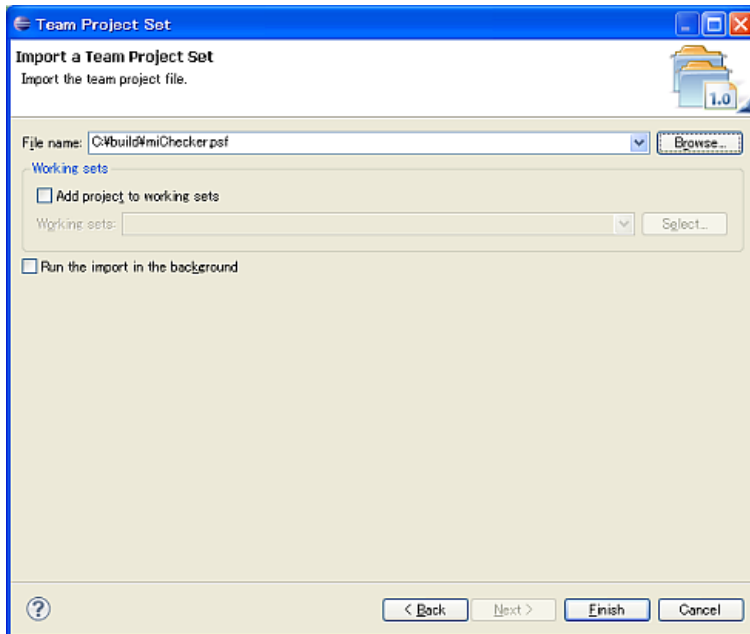 Team Project Set
Import a Team Project Set
Import the team project file.
1.0
File name: C:¥build¥miChecker.psf Browse...
Working sets
Add project to working sets
Working sets: Select...
Run the import in the background
? < Back Next > Finish Cancel